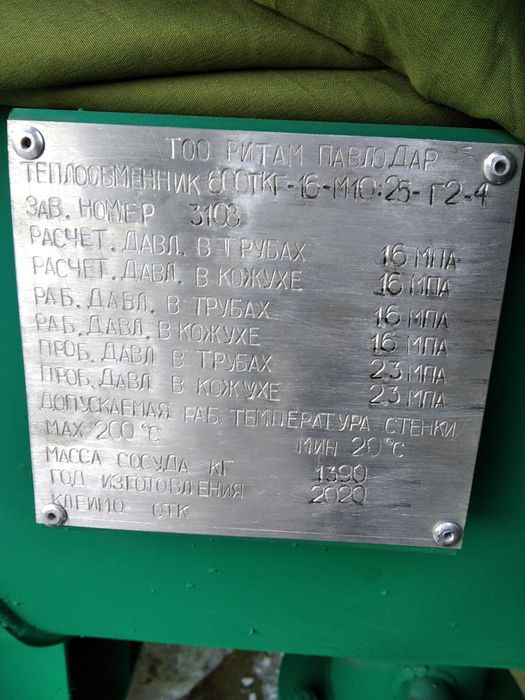 ТОО РИТАМ ПАВЛОДАР
ТЕПЛООБМЕННИК 600ТКГ-16-М10:25-Г2-4
ЗАВ. НОМЕР 3108
РАСЧЕТ. ДАВЛ. В ТРУБАХ 16 МПА
РАСЧЕТ. ДАВЛ. В КОЖУХЕ 16 МПА
РАБ. ДАВЛ. В ТРУБАХ 16 МПА
РАБ. ДАВЛ. В КОЖУХЕ 16 МПА
ПРОБ. ДАВЛ В ТРУБАХ 23 МПА
ПРОБ. ДАВЛ В КОЖУХЕ 23 МПА
ДОПУСКАЕМАЯ РАБ. ТЕМПЕРАТУРА СТЕНКИ
МАХ 200 °С МИН 20 °С
МАССА СОСУДА КГ 1390
ГОД ИЗГОТОВЛЕНИЯ 2020
КЛЕИМО ОТК